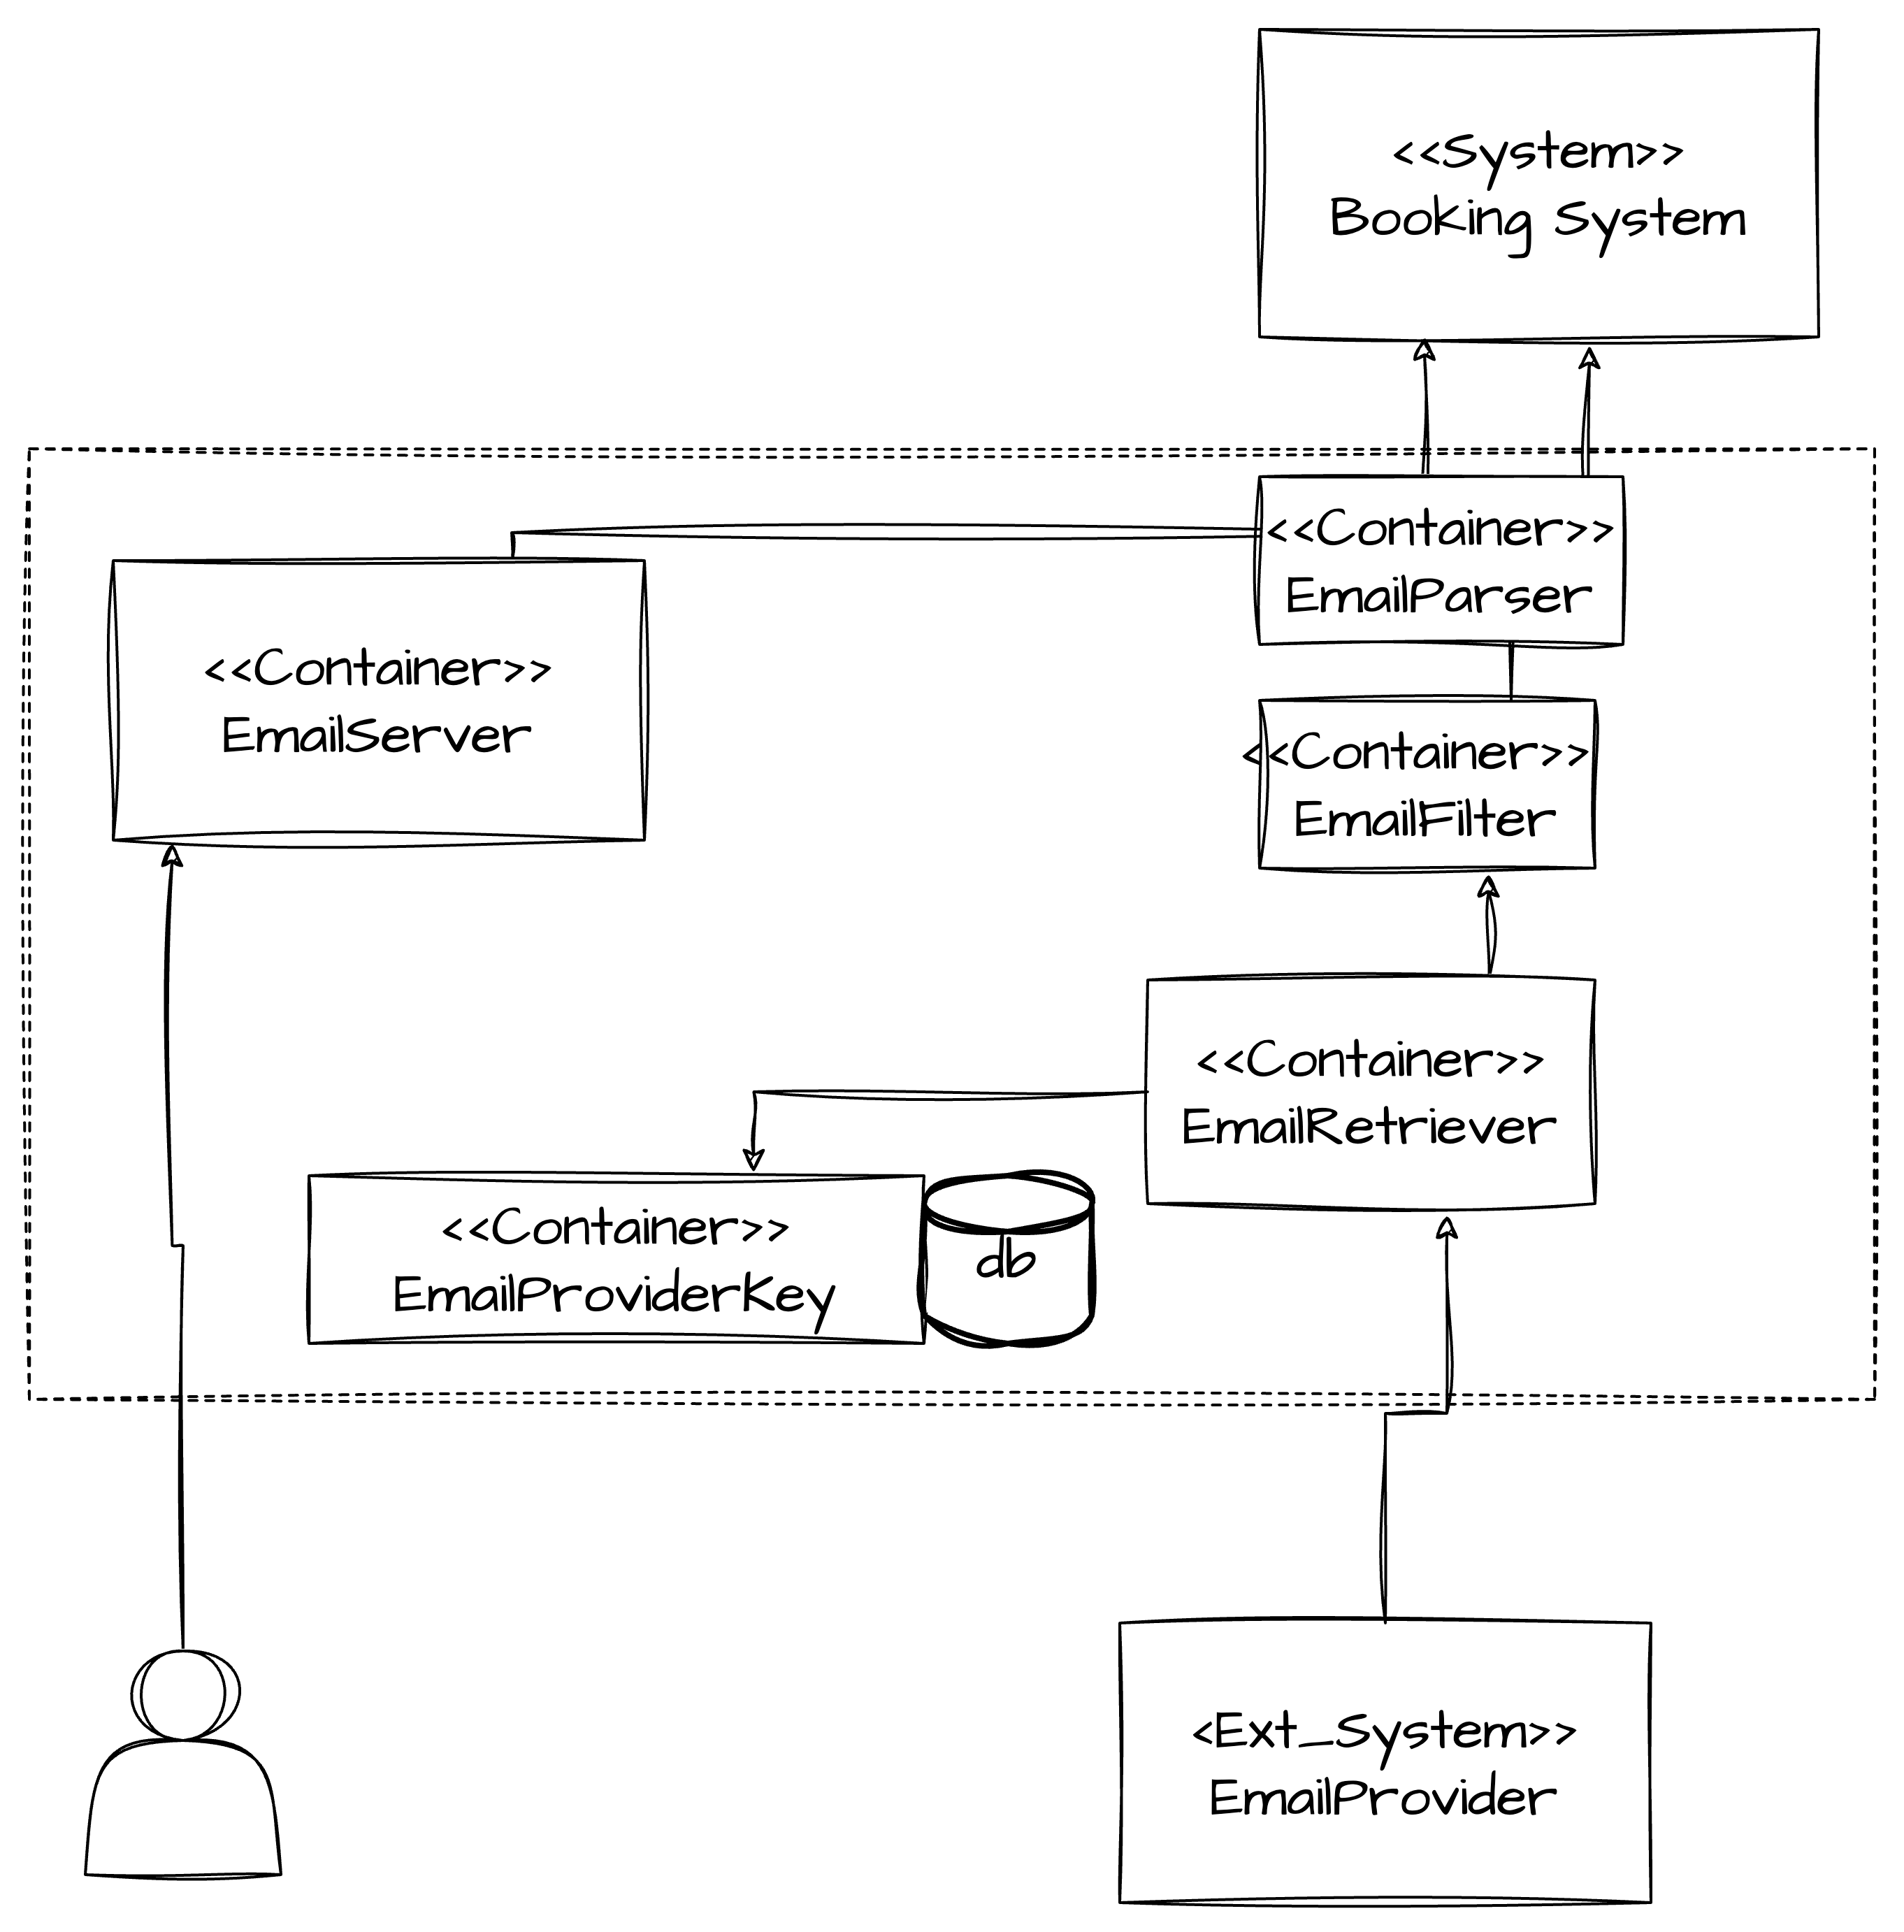 <<System>>
Booking System
<<Container>>
EmailParser
<<Container>>
EmailServer
<<Container>>
EmailFilter
<<Container>>
EmailRetriever
<<Container>>
EmailProviderKey
db
<Ext_System>>
EmailProvider